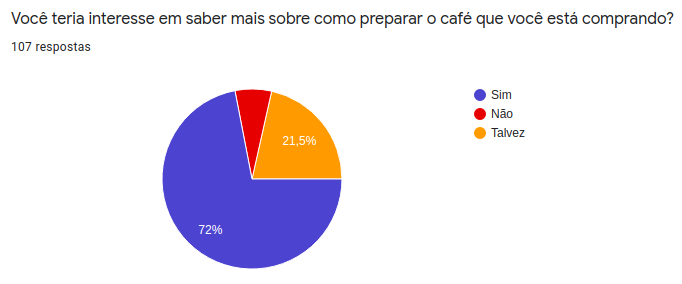 Você teria interesse em saber mais sobre como preparar o café que você está comprando?
107 respostas
Sim
Não
Talvez
21,5%
72%